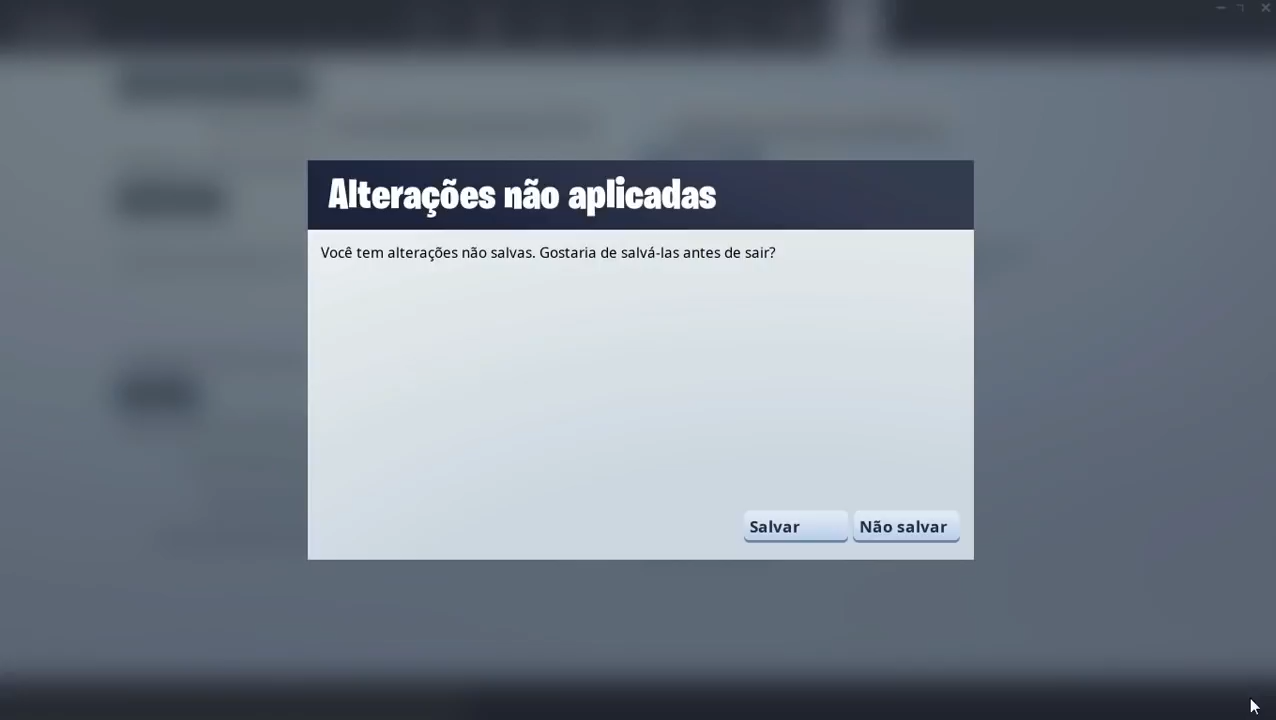 Alterações não aplicadas
Você tem alterações não salvas. Gostaria de salvá-las antes de sair?
Salvar
Não salvar